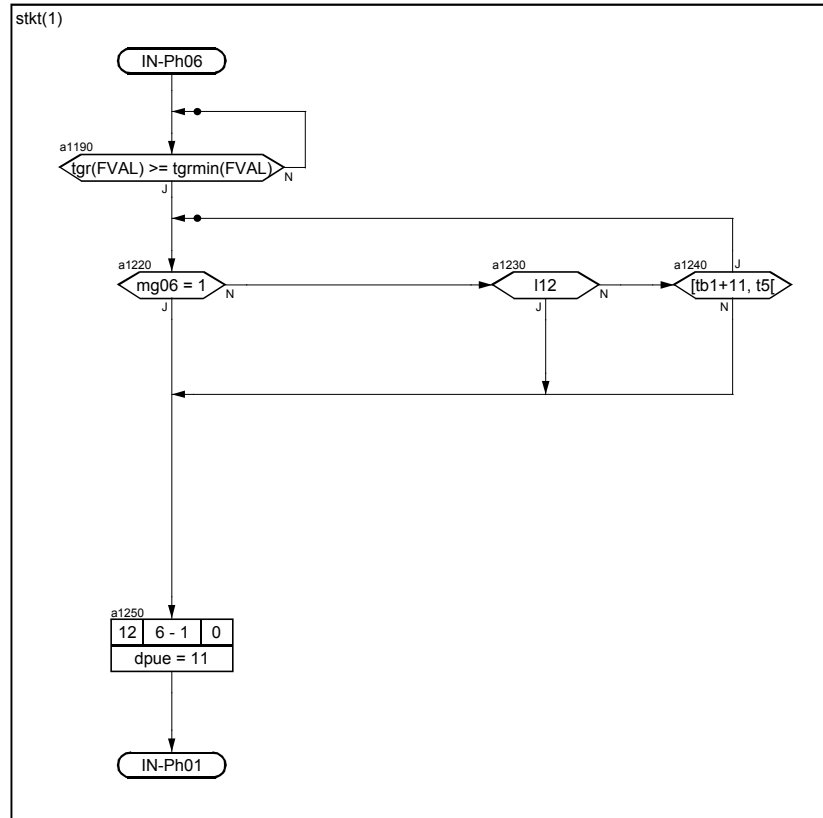 stkt(1)
IN-Ph06
a1190
tgr(FVAL) >= tgrmin(FVAL)
N
J
a1220
mg06 = 1
N
J
a1230
l12
N
J
a1240
J
[tb1+11, t5[
N
a1250
12 6 - 1 0
dpue = 11
IN-Ph01